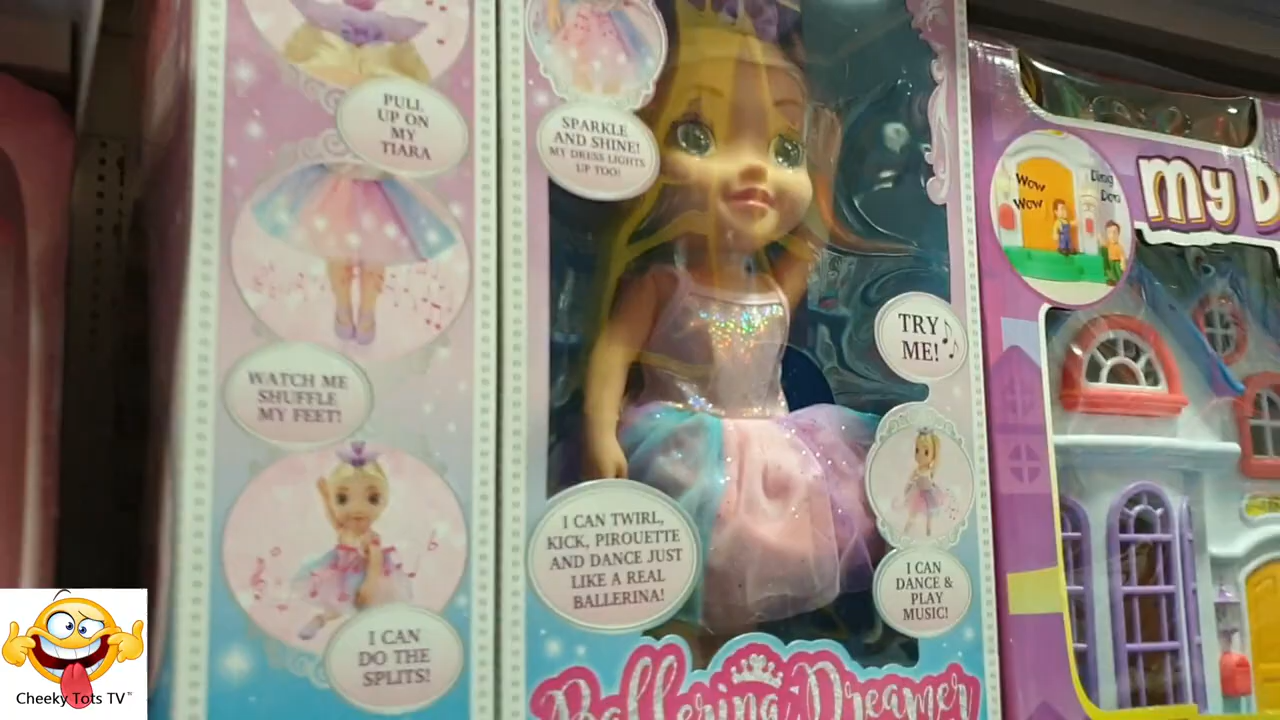 PULL
UP ON
MY
TIARA
WATCH ME
SHUFFLE
MY FEET!
I CAN
DO THE
SPLITS!
SPARKLE
AND SHINE!
MY DRESS LIGHTS
UP TOO!
TRY
ME!
I CAN TWIRL,
KICK, PIROUETTE
AND DANCE JUST
LIKE A REAL
BALLERINA!
I CAN
DANCE &
PLAY
MUSIC!
Ballerina Dreamer
Wow
Wow
Ding
Dou
My D
Cheeky Tots TV™